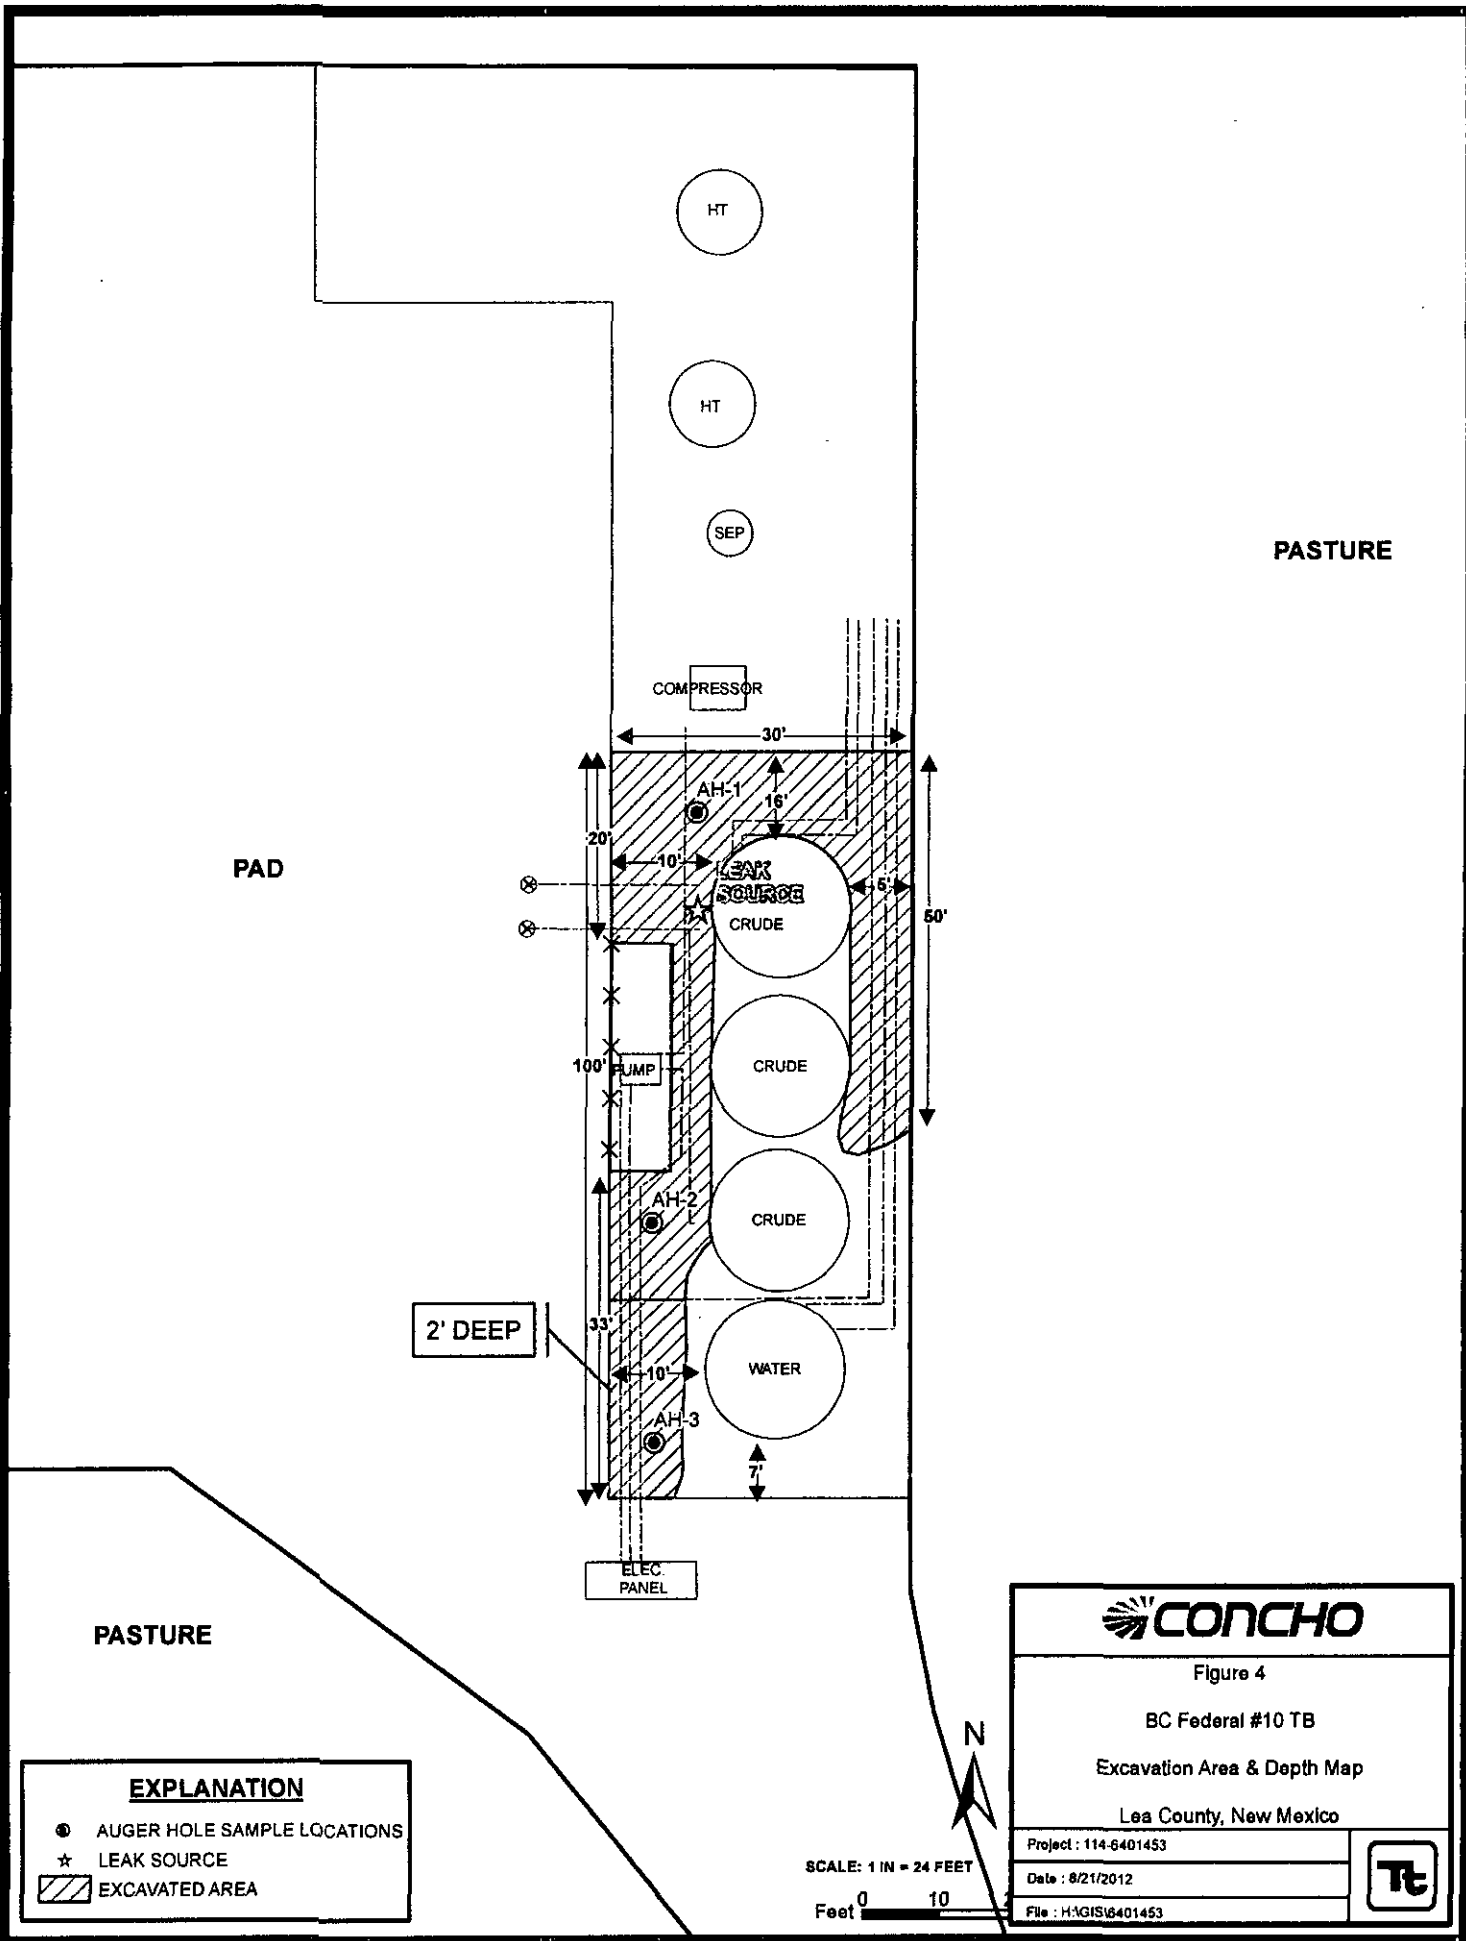 HT
HT
SEP
PASTURE
COMPRESSOR
30'
AH-1
16'
20'
PAD
10'
LEAK
SOURCE
5'
CRUDE
50'
100'
PUMP
CRUDE
AH-2
CRUDE
2' DEEP
33'
10'
WATER
AH-3
7'
ELEC.
PANEL
PASTURE
CONCHO
Figure 4
BC Federal #10 TB
Excavation Area & Depth Map
Lea County, New Mexico
Project : 114-6401453
Date : 8/21/2012
File : H:\GIS\6401453
Tt
N
SCALE: 1 IN = 24 FEET
Feet 0 10 2
EXPLANATION
AUGER HOLE SAMPLE LOCATIONS
LEAK SOURCE
EXCAVATED AREA